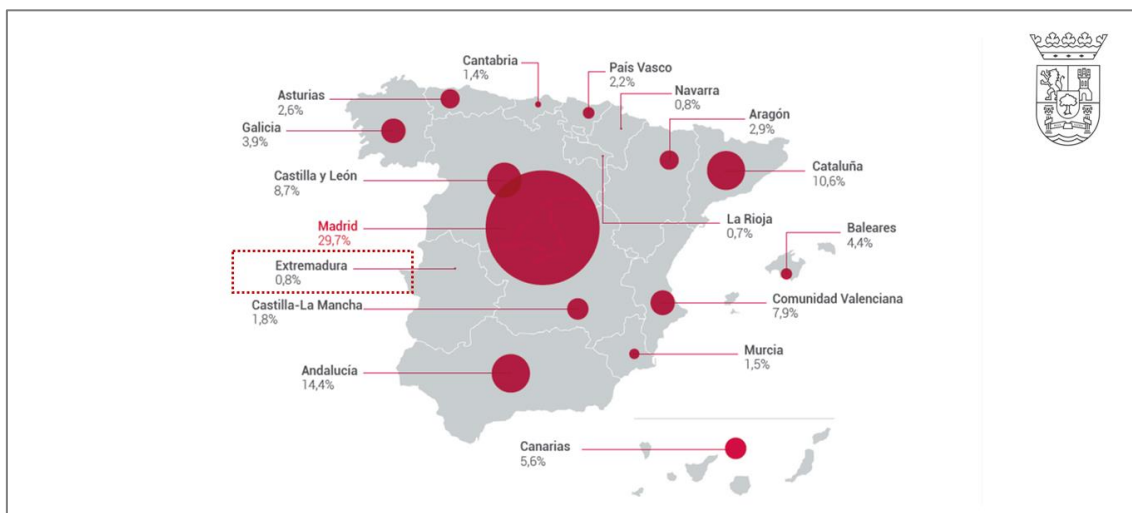 Cantabria
1,4%
País Vasco
2,2%
Asturias
2,6%
Navarra
0,8%
Galicia
3,9%
Aragón
2,9%
Castilla y León
8,7%
Cataluña
10,6%
Madrid
29,7%
La Rioja
0,7%
Baleares
4,4%
Extremadura
0,8%
Castilla-La Mancha
1,8%
Comunidad Valenciana
7,9%
Murcia
1,5%
Andalucía
14,4%
Canarias
5,6%